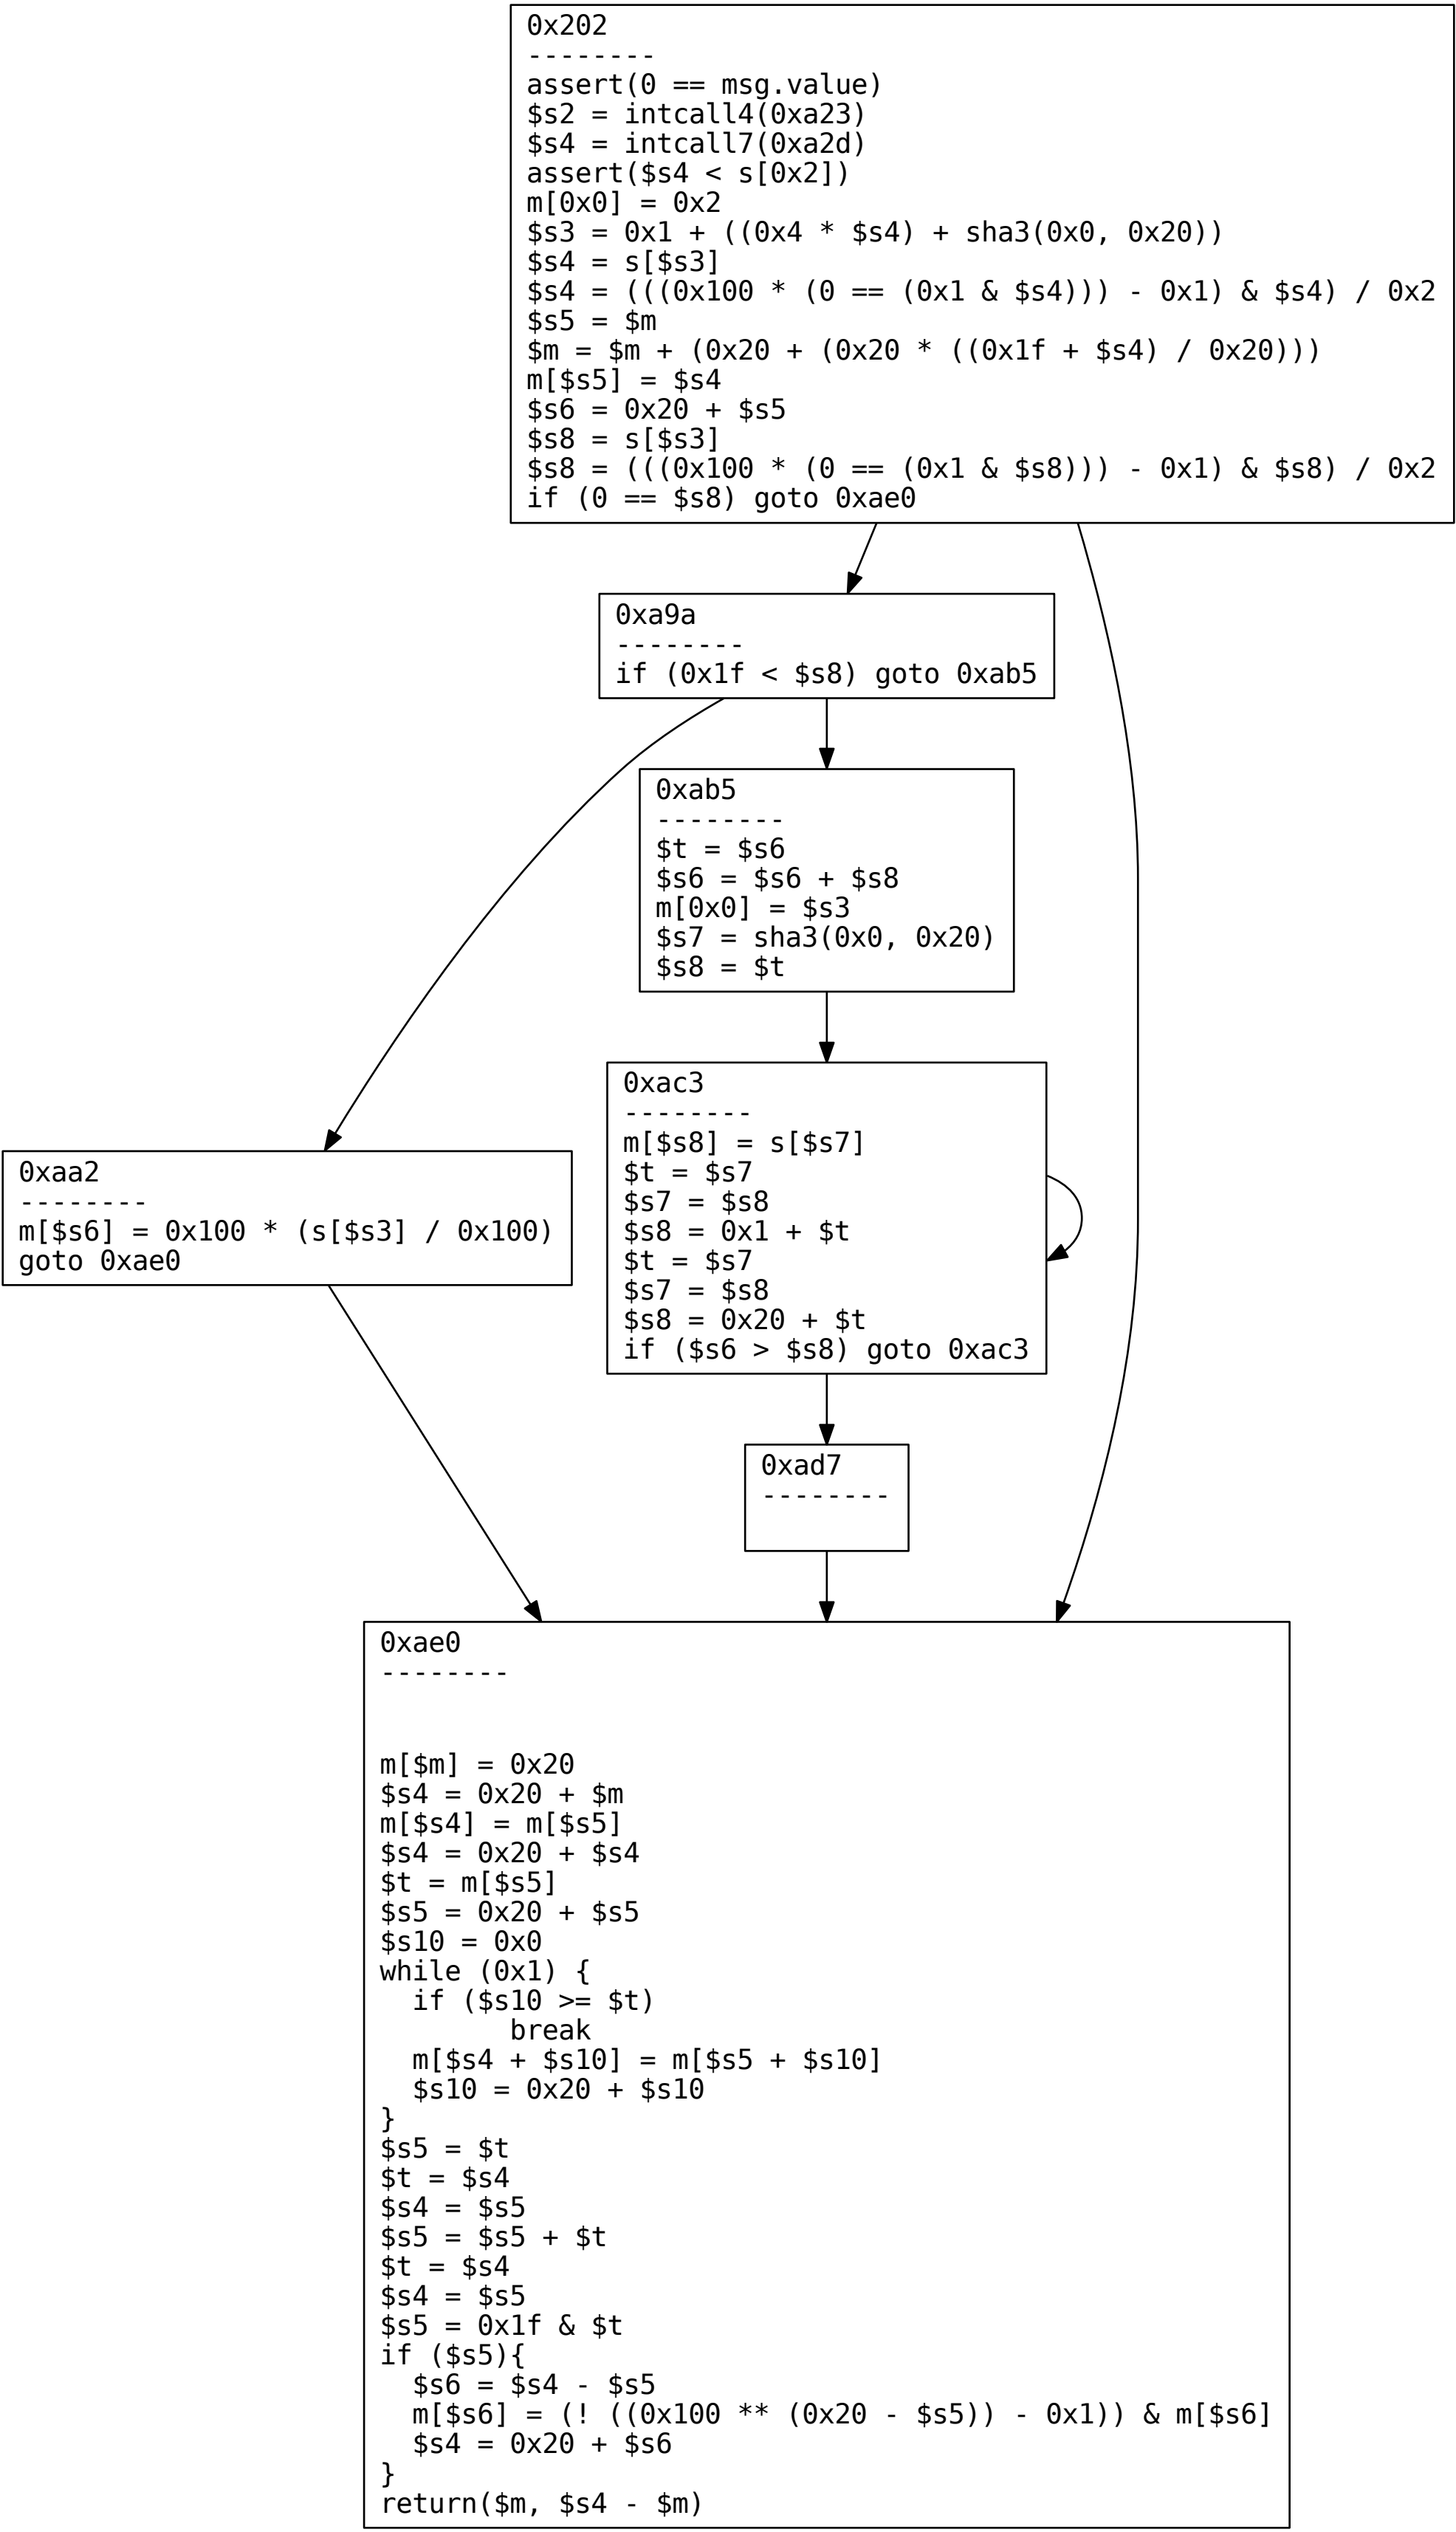 0x202
--------
assert(0 == msg.value)
$s2 = intcall4(0xa23)
$s4 = intcall7(0xa2d)
assert($s4 < s[0x2])
m[0x0] = 0x2
$s3 = 0x1 + ((0x4 * $s4) + sha3(0x0, 0x20))
$s4 = s[$s3]
$s4 = (((0x100 * (0 == (0x1 & $s4))) - 0x1) & $s4) / 0x2
$s5 = $m
$m = $m + (0x20 + (0x20 * ((0x1f + $s4) / 0x20)))
m[$s5] = $s4
$s6 = 0x20 + $s5
$s8 = s[$s3]
$s8 = (((0x100 * (0 == (0x1 & $s8))) - 0x1) & $s8) / 0x2
if (0 == $s8) goto 0xae0
0xa9a
--------
if (0x1f < $s8) goto 0xab5
0xab5
--------
$t = $s6
$s6 = $s6 + $s8
m[0x0] = $s3
$s7 = sha3(0x0, 0x20)
$s8 = $t
0xac3
--------
m[$s8] = s[$s7]
$t = $s7
$s7 = $s8
$s8 = 0x1 + $t
$t = $s7
$s7 = $s8
$s8 = 0x20 + $t
if ($s6 > $s8) goto 0xac3
0xaa2
--------
m[$s6] = 0x100 * (s[$s3] / 0x100)
goto 0xae0
0xad7
--------
0xae0
--------
m[$m] = 0x20
$s4 = 0x20 + $m
m[$s4] = m[$s5]
$s4 = 0x20 + $s4
$t = m[$s5]
$s5 = 0x20 + $s5
$s10 = 0x0
while (0x1) {
if ($s10 >= $t)
break
m[$s4 + $s10] = m[$s5 + $s10]
$s10 = 0x20 + $s10
}
$s5 = $t
$t = $s4
$s4 = $s5
$s5 = $s5 + $t
$t = $s4
$s4 = $s5
$s5 = 0x1f & $t
if ($s5){
$s6 = $s4 - $s5
m[$s6] = (! ((0x100 ** (0x20 - $s5)) - 0x1)) & m[$s6]
$s4 = 0x20 + $s6
}
return($m, $s4 - $m)